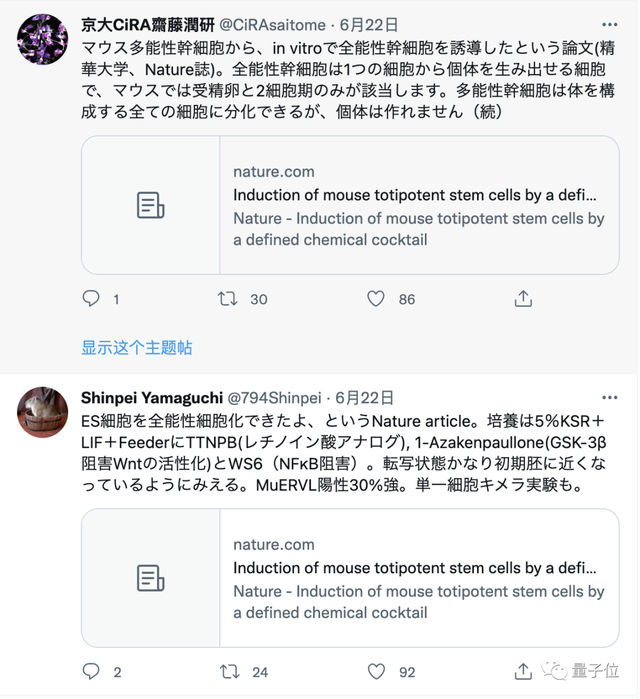 京大CiRA齋藤潤研 @CiRAsaitome · 6月22日
マウス多能性幹細胞から、in vitroで全能性幹細胞を誘導したという論文(精
華大学、Nature誌)。全能性幹細胞は1つの細胞から個体を生み出せる細胞
で、マウスでは受精卵と2細胞期のみが該当します。多能性幹細胞は体を構
成する全ての細胞に分化できるが、個体は作れません（続）
nature.com
Induction of mouse totipotent stem cells by a defi...
Nature - Induction of mouse totipotent stem cells by
a defined chemical cocktail
1 30 86
显示这个主题帖
Shinpei Yamaguchi @794Shinpei · 6月22日
ES細胞を全能性細胞化できたよ、というNature article。培養は5%KSR＋
LIF＋FeederにTTNPB(レチノイン酸アナログ), 1-Azakenpaullone(GSK-3β
阻害Wntの活性化)とWS6（NFκB阻害）。転写状態かなり初期胚に近くな
っているようにみえる。MuERVL陽性30%強。単一細胞キメラ実験も。
nature.com
Induction of mouse totipotent stem cells by a defi...
Nature - Induction of mouse totipotent stem cells by
a defined chemical cocktail
2 24 92
量子位